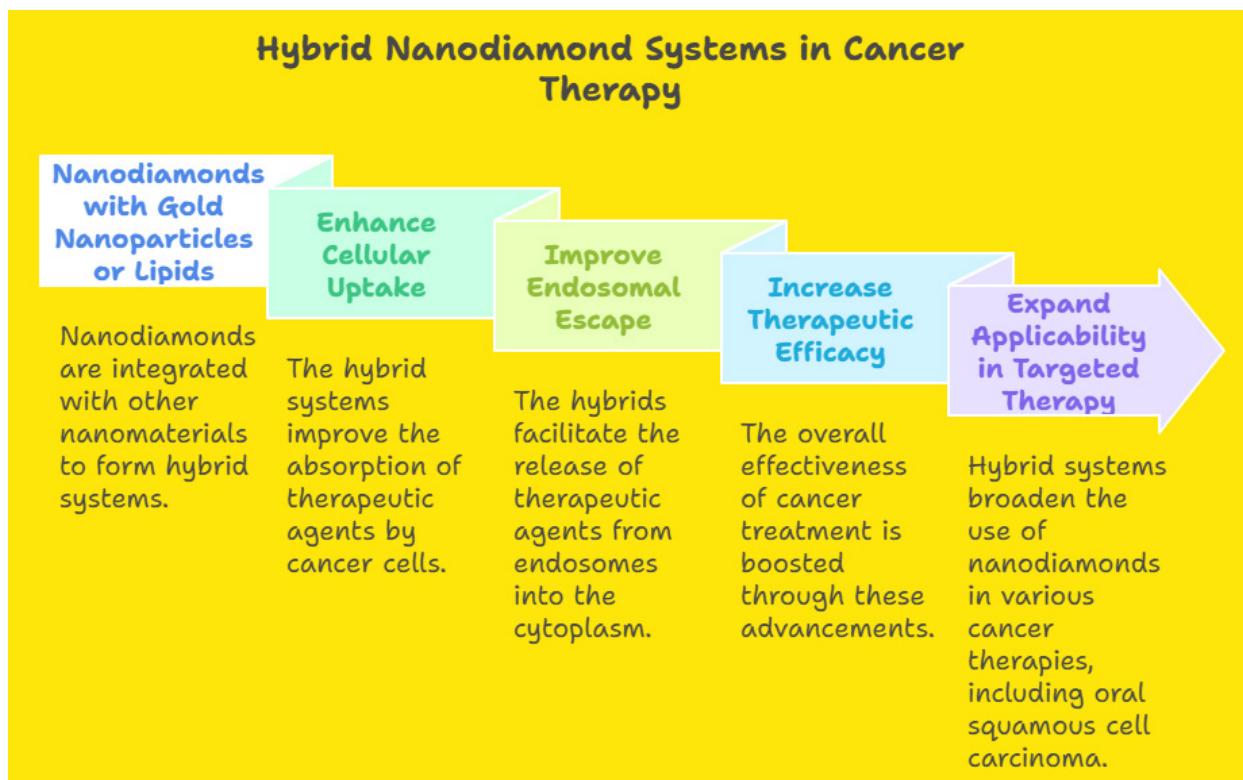 Hybrid Nanodiamond Systems in Cancer
Therapy
Nanodiamonds
with Gold
Nanoparticles
or Lipids
Nanodiamonds
are integrated
with other
nanomaterials
to form hybrid
systems.
Enhance
Cellular
Uptake
The hybrid
systems
improve the
absorption of
therapeutic
agents by
cancer cells.
Improve
Endosomal
Escape
The hybrids
facilitate the
release of
therapeutic
agents from
endosomes
into the
cytoplasm.
Increase
Therapeutic
Efficacy
The overall
effectiveness
of cancer
treatment is
boosted
through these
advancements.
Expand
Applicability
in Targeted
Therapy
Hybrid systems
broaden the
use of
nanodiamonds
in various
cancer
therapies,
including oral
squamous cell
carcinoma.